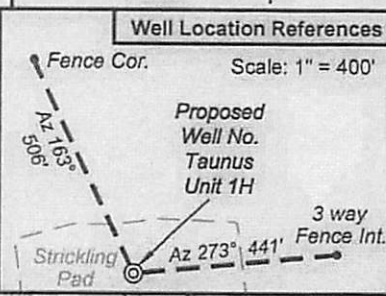 Well Location References
Fence Cor.
Scale: 1" = 400'
Az 163°
506'
Proposed
Well No.
Taunus
Unit 1H
3 way
Fence Int.
Az 273° 441'
Strickling
Pad